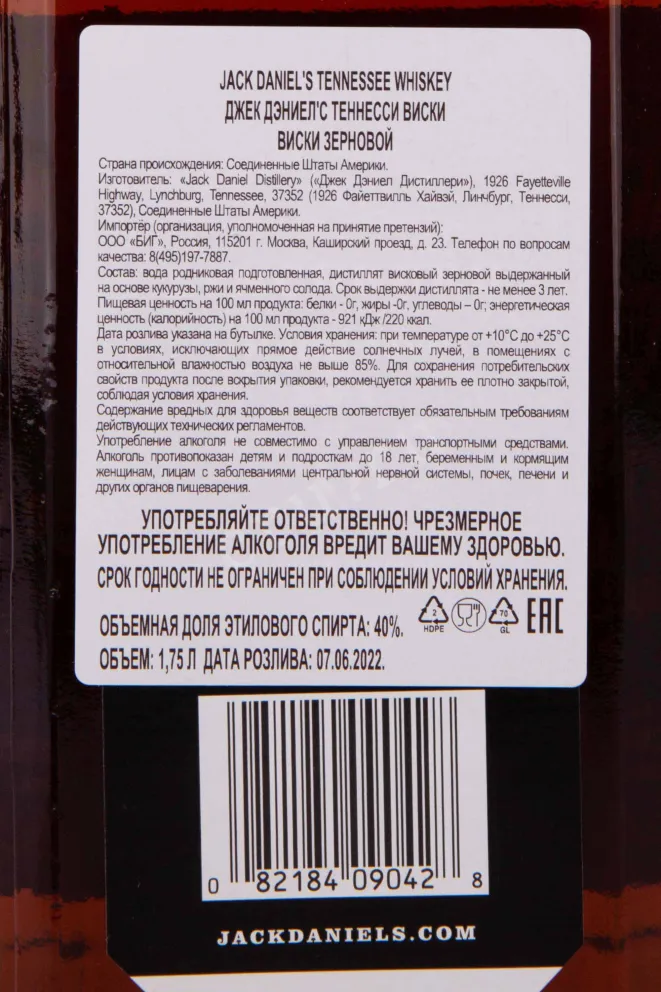 JACK DANIEL'S TENNESSEE WHISKEY
ДЖЕК ДЭНИЕЛ'С ТЕННЕССИ ВИСКИ
ВИСКИ ЗЕРНОВОЙ
Страна происхождения: Соединенные Штаты Америки.
Изготовитель: «Jack Daniel Distillery» («Джек Дэниел Дистиллери»), 1926 Fayetteville
Highway, Lynchburg, Tennessee, 37352 (1926 Файеттвилль Хайвэй, Линчбург, Теннесси,
37352), Соединенные Штаты Америки.
Импортёр (организация, уполномоченная на принятие претензий):
ООО «БИГ», Россия, 115201 г. Москва, Каширский проезд, д. 23. Телефон по вопросам
качества: 8(495)197-7887.
Состав: вода родниковая подготовленная, дистиллят висковый зерновой выдержанный
на основе кукурузы, ржи и ячменного солода. Срок выдержки дистиллята - не менее 3 лет.
Пищевая ценность на 100 мл продукта: белки - 0г, жиры -0г, углеводы – 0г; энергетическая
ценность (калорийность) на 100 мл продукта - 921 кДж /220 ккал.
Дата розлива указана на бутылке. Условия хранения: при температуре от +10°С до +25°С
в условиях, исключающих прямое действие солнечных лучей, в помещениях с
относительной влажностью воздуха не выше 85%. Для сохранения потребительских
свойств продукта после вскрытия упаковки, рекомендуется хранить ее плотно закрытой,
соблюдая условия хранения.
Содержание вредных для здоровья веществ соответствует обязательным требованиям
действующих технических регламентов.
Употребление алкоголя не совместимо с управлением транспортными средствами.
Алкоголь противопоказан детям и подросткам до 18 лет, беременным и кормящим
женщинам, лицам с заболеваниями центральной нервной системы, почек, печени и
других органов пищеварения.
УПОТРЕБЛЯЙТЕ ОТВЕТСТВЕННО! ЧРЕЗМЕРНОЕ
УПОТРЕБЛЕНИЕ АЛКОГОЛЯ ВРЕДИТ ВАШЕМУ ЗДОРОВЬЮ.
СРОК ГОДНОСТИ НЕ ОГРАНИЧЕН ПРИ СОБЛЮДЕНИИ УСЛОВИЙ ХРАНЕНИЯ.
ОБЪЕМНАЯ ДОЛЯ ЭТИЛОВОГО СПИРТА: 40%. 2 HDPE 70 GL EAC
ОБЪЕМ: 1,75 Л ДАТА РОЗЛИВА: 07.06.2022.
0 82184 09042 8
JACKDANIELS.COM